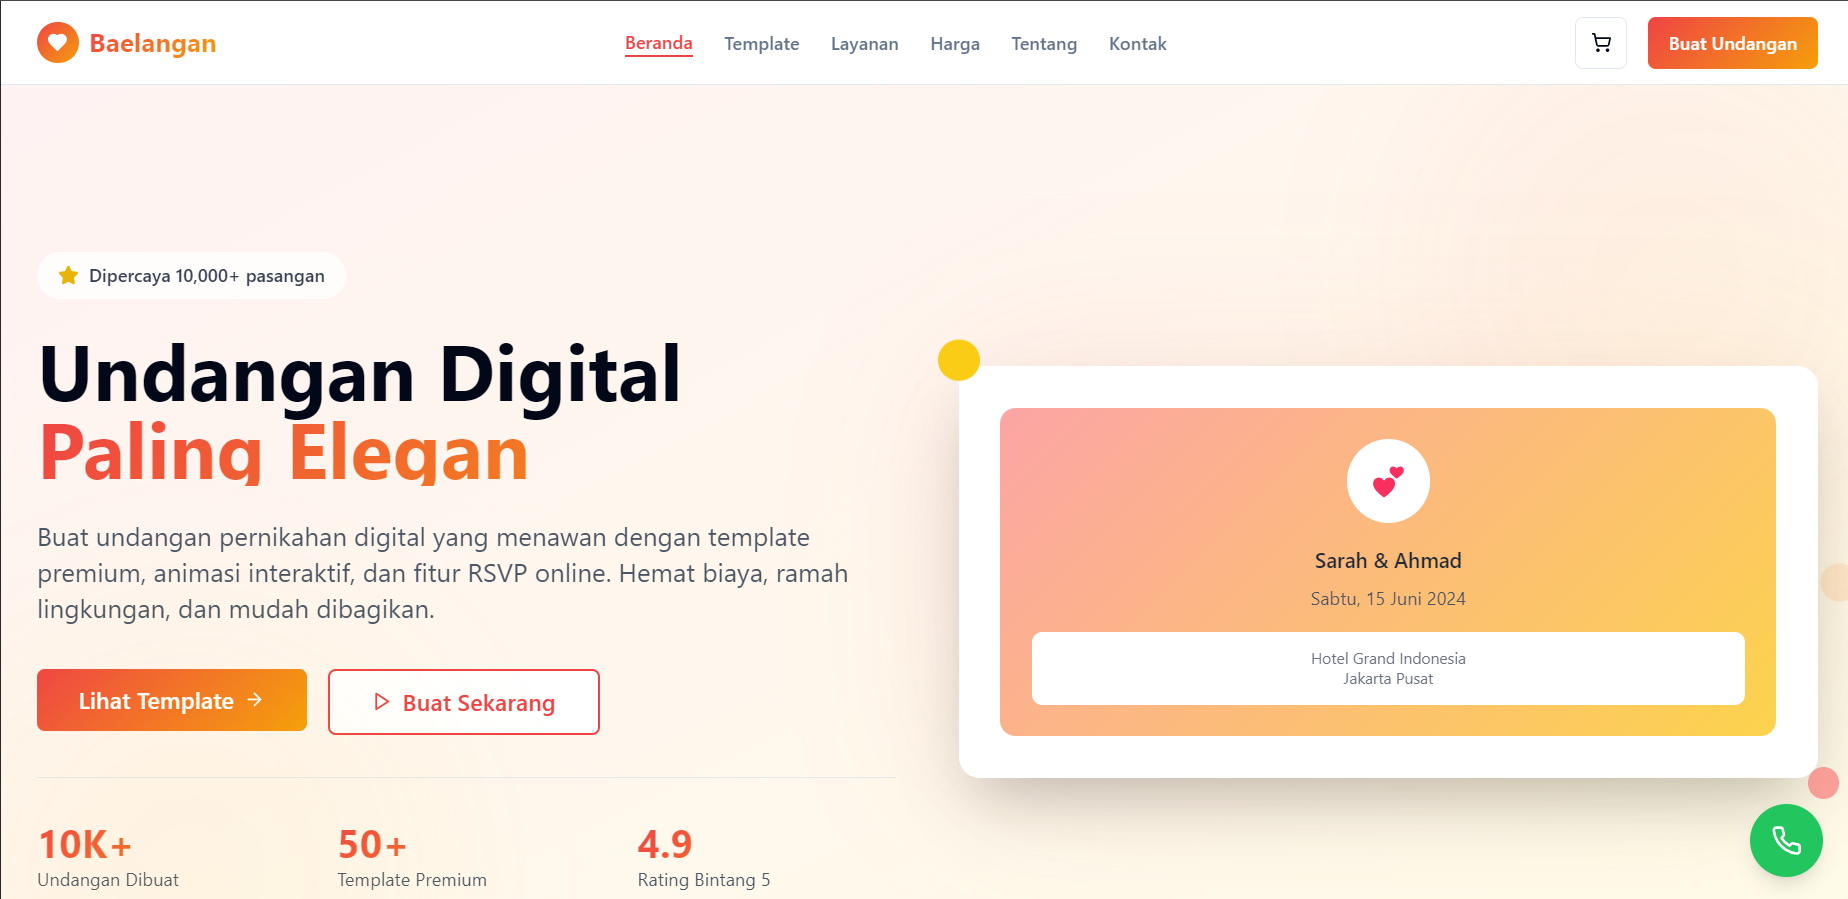 Baelangan
Beranda
Template
Layanan
Harga
Tentang
Kontak
Buat Undangan
Dipercaya 10,000+ pasangan
Undangan Digital
Paling Elegan
Buat undangan pernikahan digital yang menawan dengan template
premium, animasi interaktif, dan fitur RSVP online. Hemat biaya, ramah
lingkungan, dan mudah dibagikan.
Lihat Template
Buat Sekarang
10K+
Undangan Dibuat
50+
Template Premium
4.9
Rating Bintang 5
Sarah & Ahmad
Sabtu, 15 Juni 2024
Hotel Grand Indonesia
Jakarta Pusat